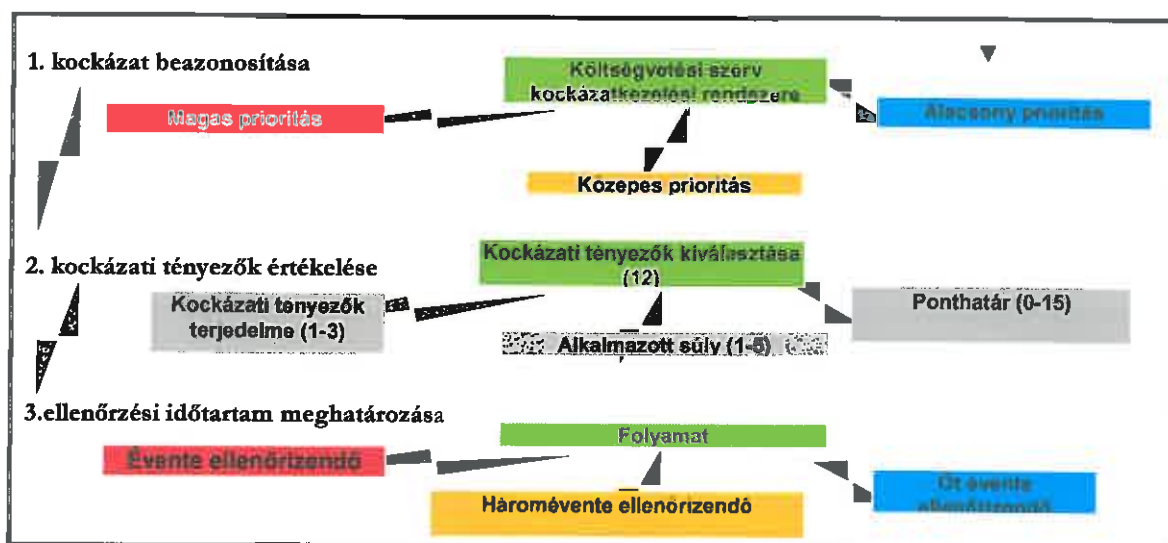 1. kockázat beazonosítása
Költségvetési szerv
kockázatkezelési rendszere
Magas prioritás
Alacsony prioritás
Közepes prioritás
2. kockázati tényezők értékelése
Kockázati tényezők kiválasztása
(12)
Kockázati tényezők
terjedelme (1-3)
Ponthatár (0-15)
Alkalmazott súly (1-5)
3.ellenőrzési időtartam meghatározása
Folyamat
Évente ellenőrizendő
Háromévente ellenőrizendő
Öt évente
ellenőrizendő